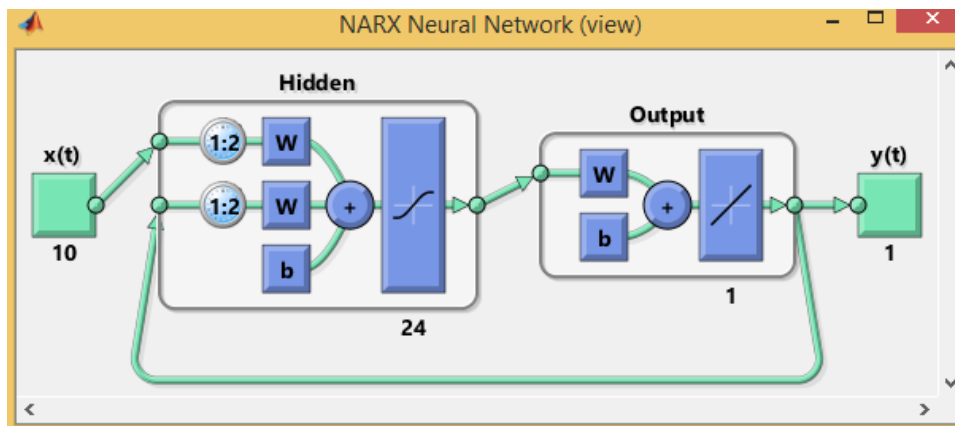 NARX Neural Network (view)
Hidden
Output
x(t)
1:2
W
1:2
W
b
+
W
b
+
y(t)
10
24
1
1